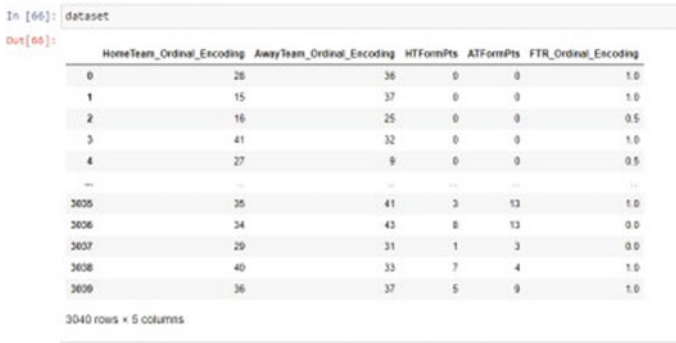 In [66]: dataset
Out[66]:
HomeTeam_Ordinal_Encoding AwayTeam_Ordinal_Encoding HTFormPts ATFormPts FTR_Ordinal_Encoding
0 28 36 0 0 1.0
1 15 37 0 0 1.0
2 16 25 0 0 0.5
3 41 32 0 0 1.0
4 27 9 0 0 0.5
... ... ... ... ... ...
3035 35 41 3 13 1.0
3036 34 43 8 13 0.0
3037 29 31 1 3 0.0
3038 40 33 7 4 1.0
3039 36 37 5 9 1.0
3040 rows × 5 columns